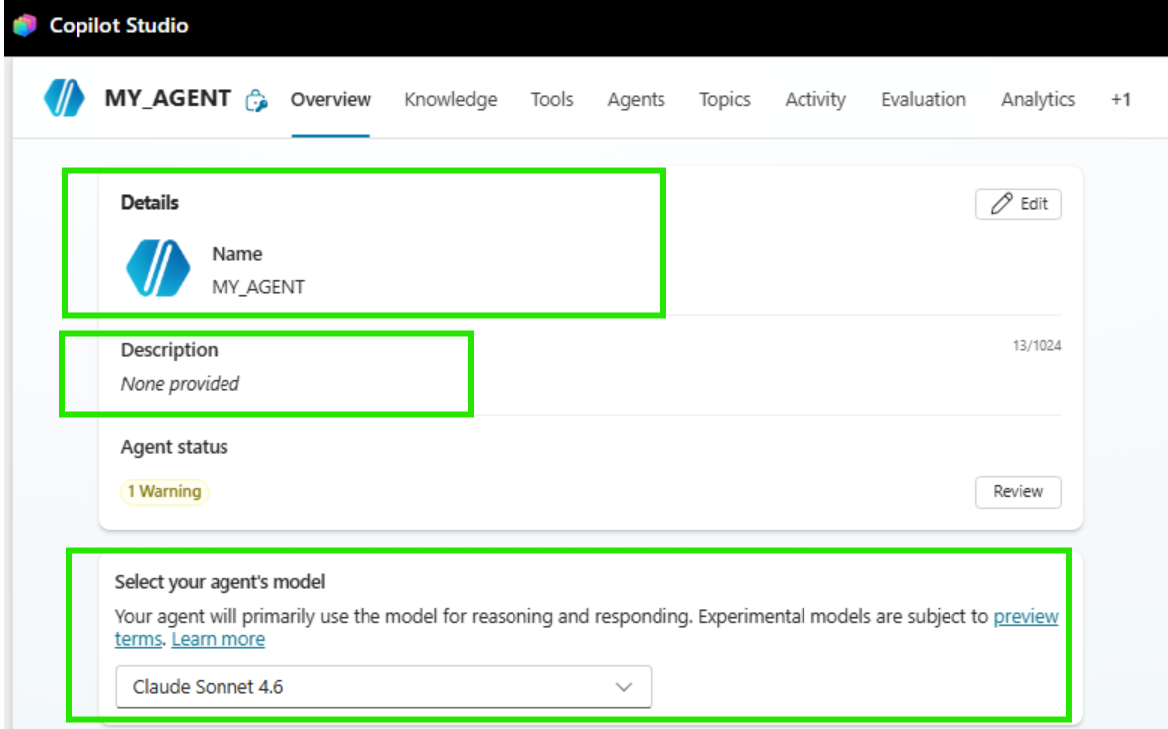 Copilot Studio
MY_AGENT Overview Knowledge Tools Agents Topics Activity Evaluation Analytics +1
Details
Edit
Name
MY_AGENT
Description
13/1024
None provided
Agent status
1 Warning
Review
Select your agent's model
Your agent will primarily use the model for reasoning and responding. Experimental models are subject to preview
terms. Learn more
Claude Sonnet 4.6